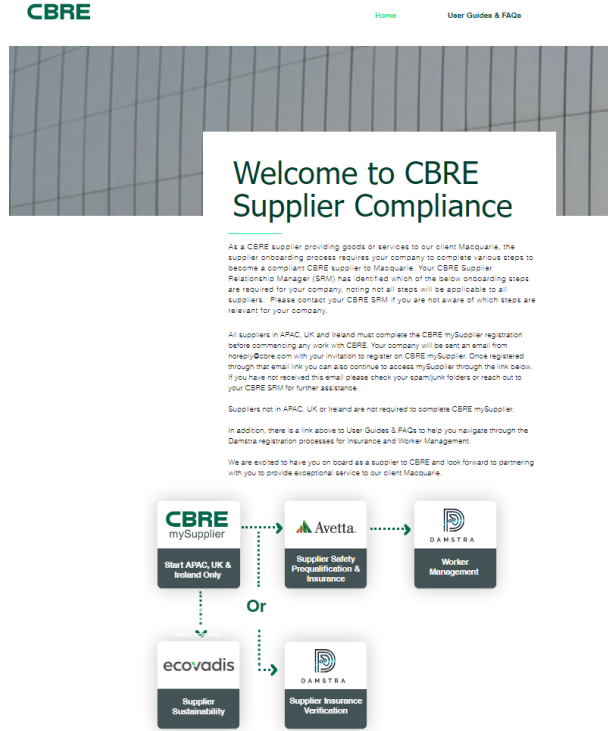 CBRE
Home
User Guides & FAQs
Welcome to CBRE
Supplier Compliance
As a CBRE supplier providing goods or services to our client Macquarie, the
supplier onboarding process requires your company to complete various steps to
become a compliant CBRE supplier to Macquarie. Your CBRE Supplier
Relationship Manager (SRM) has identified which of the below onboarding steps
are required for your company, noting not all steps will be applicable to all
suppliers. Please contact your CBRE SRM if you are not aware of which steps are
relevant for your company.
All suppliers in APAC, UK and Ireland must complete the CBRE mySupplier registration
before commencing any work with CBRE. Your company will be sent an email from
noreply@cbre.com with your invitation to register on CBRE mySupplier. Once registered
through that email link you can also continue to access mySupplier through the link below.
If you have not received this email please check your spam/junk folders or reach out to
your CBRE SRM for further assistance.
Suppliers not in APAC, UK or Ireland are not required to complete CBRE mySupplier.
In addition, there is a link above to User Guides & FAQs to help you navigate through the
Damstra registration processes for Insurance and Worker Management.
We are excited to have you on board as a supplier to CBRE and look forward to partnering
with you to provide exceptional service to our client Macquarie.
CBRE
mySupplier
Start APAC, UK &
Ireland Only
Avetta.
Supplier Safety
Prequalification &
Insurance
DAMSTRA
Worker
Management
Or
ecovadis
Supplier
Sustainability
DAMSTRA
Supplier Insurance
Verification